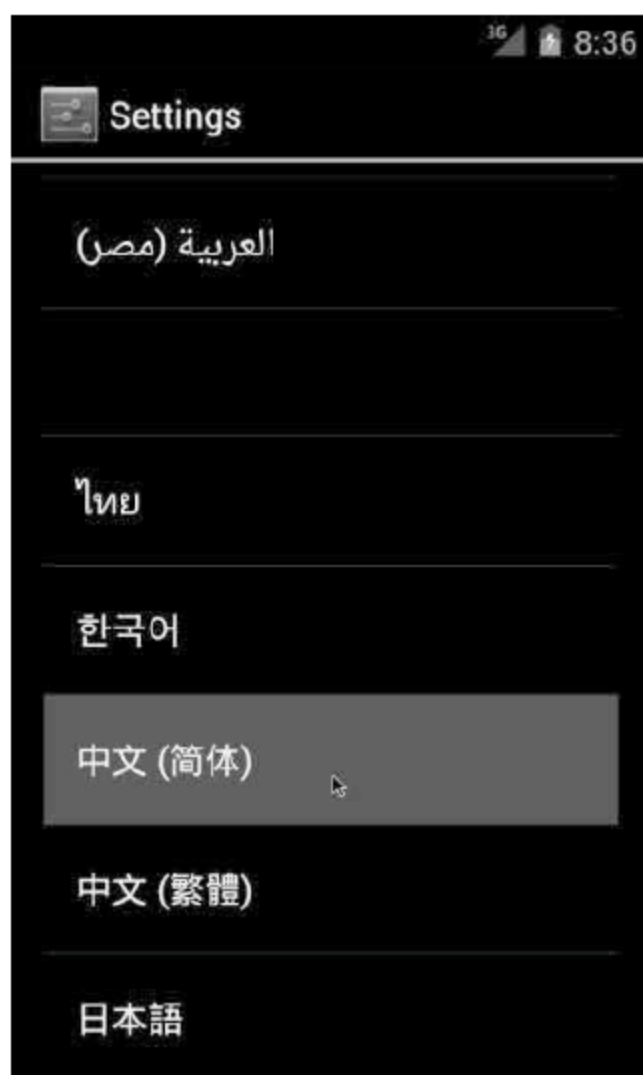 3G 8:36
Settings
العربية (مصر)
ไทย
한국어
中文 (简体)
中文 (繁體)
日本語